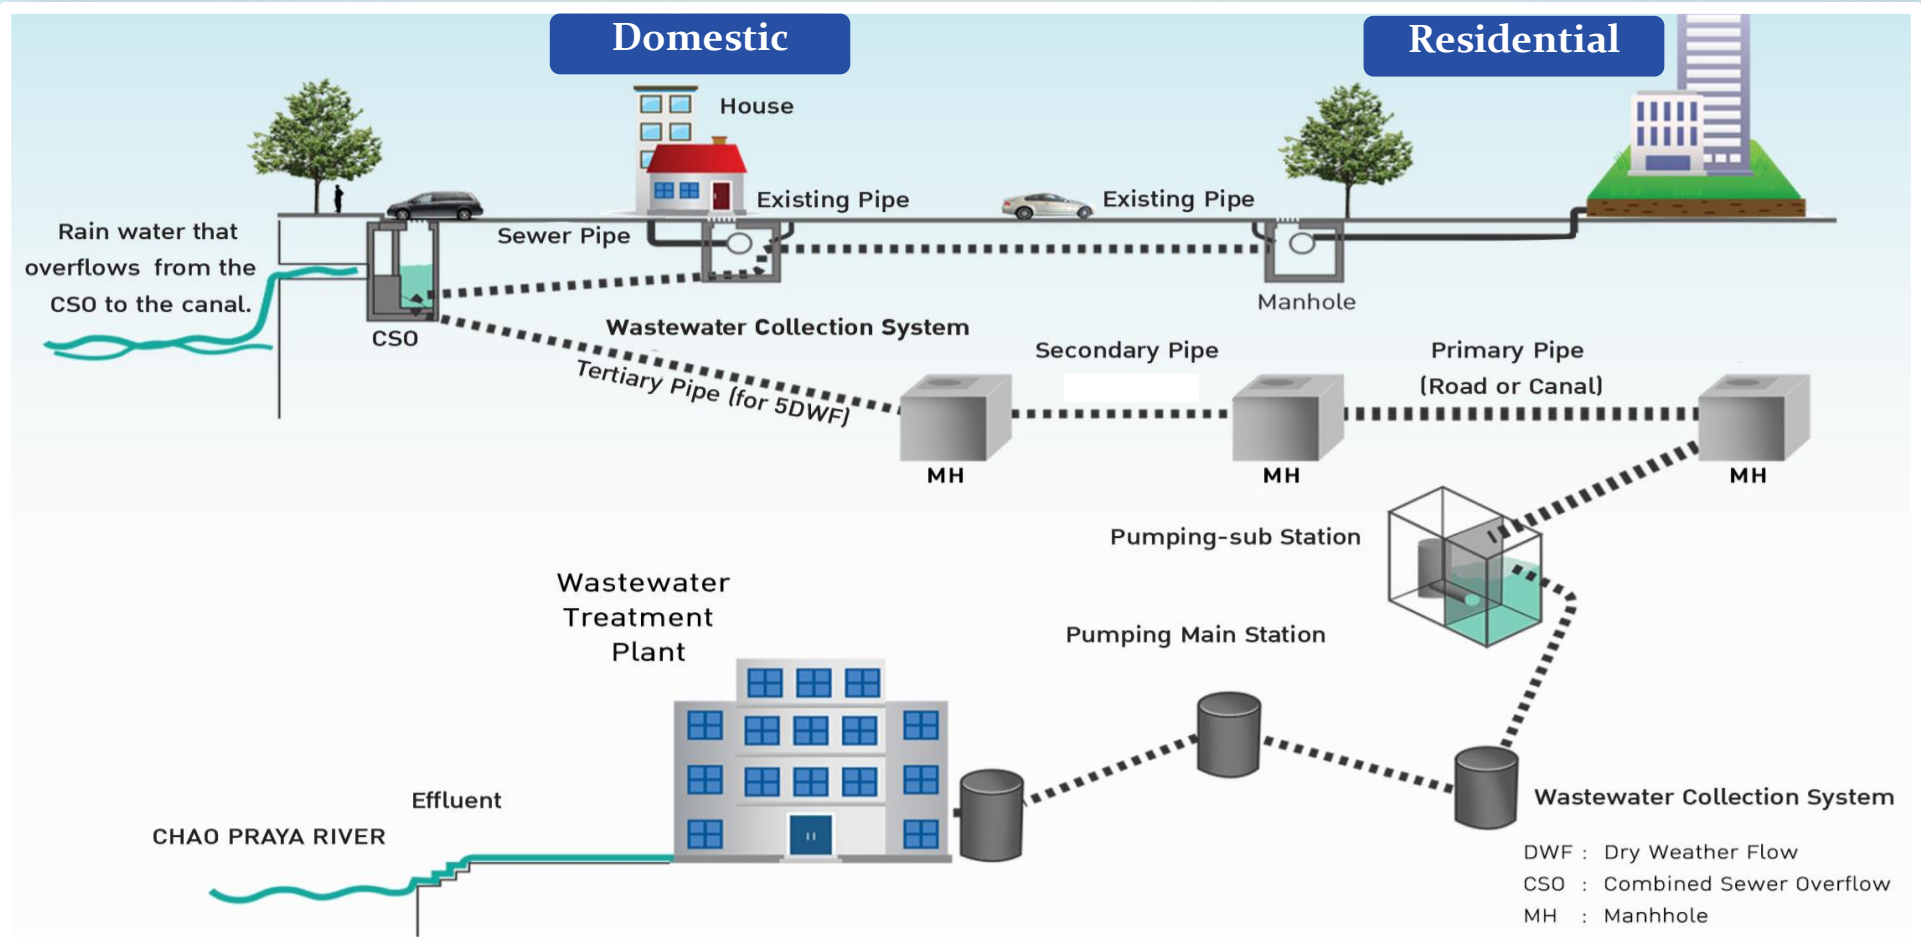 Domestic
Residential
House
Existing Pipe
Existing Pipe
Sewer Pipe
Rain water that
overflows from the
CSO to the canal.
Manhole
CSO
Wastewater Collection System
Tertiary Pipe (for 5DWF)
Secondary Pipe
Primary Pipe
(Road or Canal)
MH
MH
MH
Pumping-sub Station
Wastewater
Treatment
Plant
Pumping Main Station
Effluent
CHAO PRAYA RIVER
Wastewater Collection System
DWF : Dry Weather Flow
CSO : Combined Sewer Overflow
MH : Manhhole